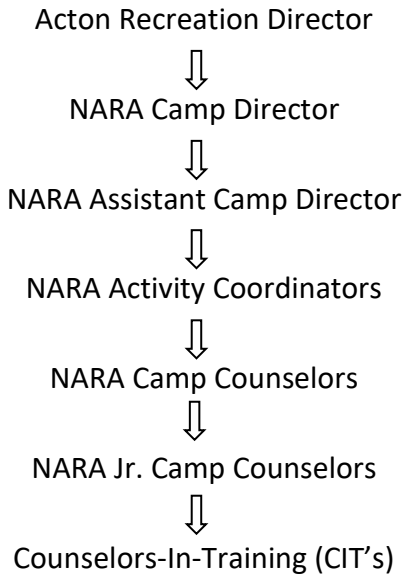 Acton Recreation Director
NARA Camp Director
NARA Assistant Camp Director
NARA Activity Coordinators
NARA Camp Counselors
NARA Jr. Camp Counselors
Counselors-In-Training (CIT's)